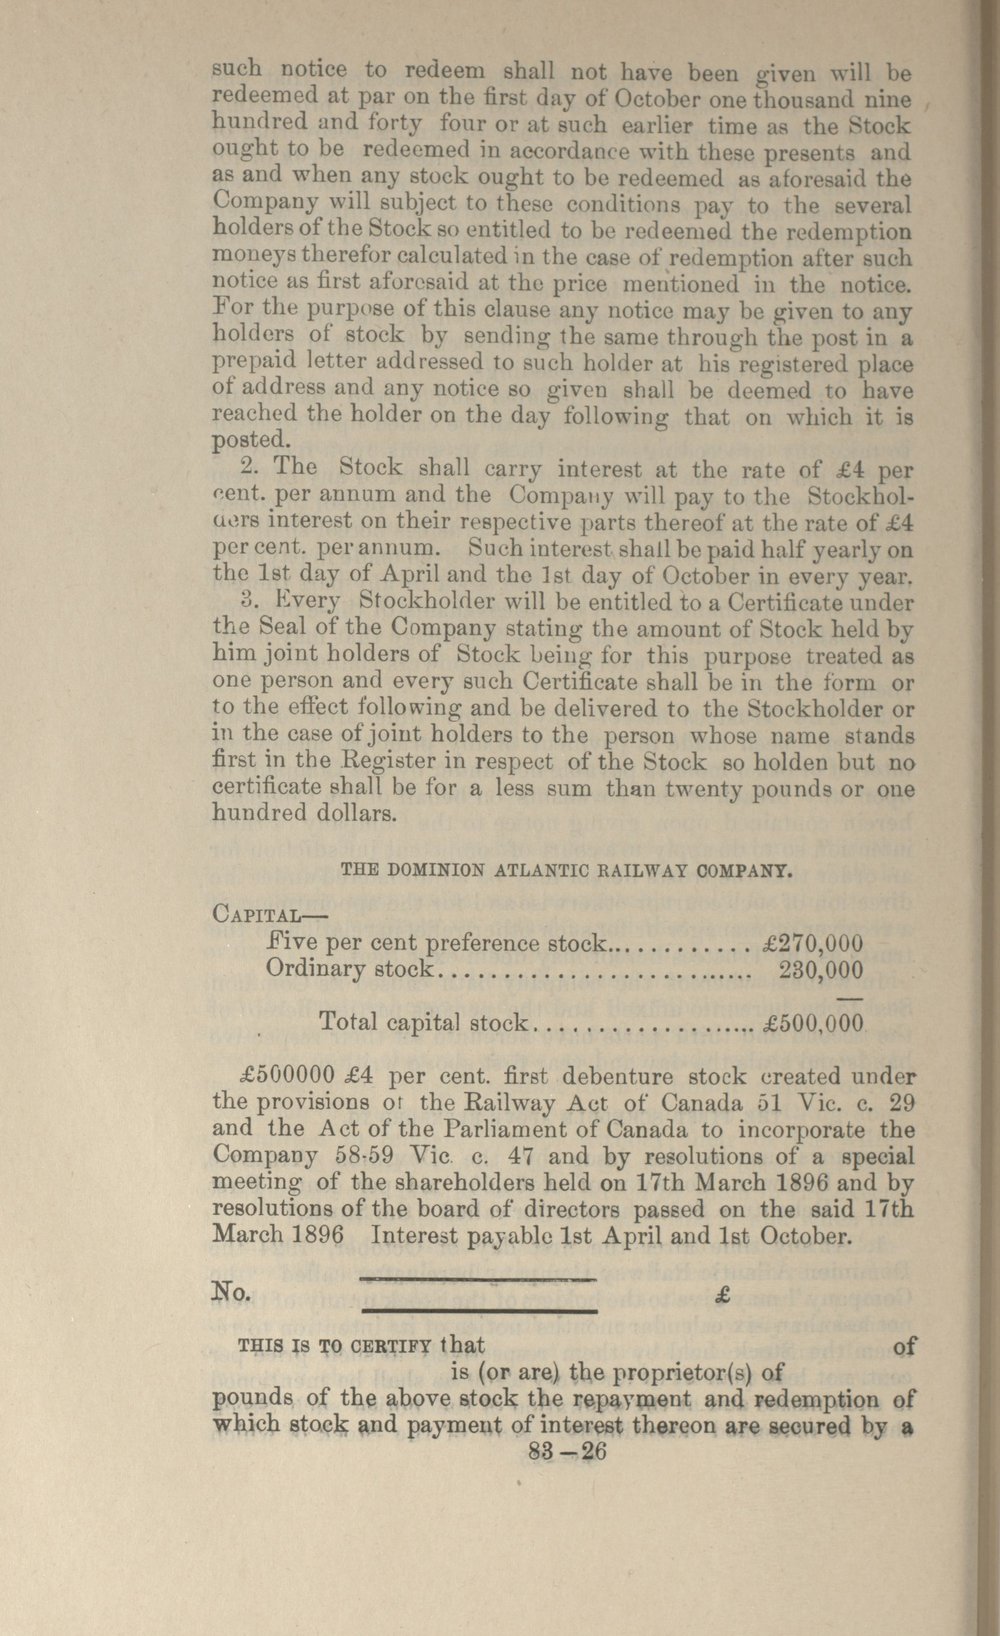 such notice to redeem shall not have been given will be
redeemed at par on the first day of October one thousand nine
hundred and forty four or at such earlier time as the Stock
ought to be redeemed in accordance with these presents and
as and when any stock ought to be redeemed as aforesaid the
Company will subject to these conditions pay to the several
holders of the Stock so entitled to be redeemed the redemption
moneys therefor calculated in the case of redemption after such
notice as first aforesaid at the price mentioned in the notice.
For the purpose of this clause any notice may be given to any
holders of stock by sending the same through the post in a
prepaid letter addressed to such holder at his registered place
of address and any notice so given shall be deemed to have
reached the holder on the day following that on which it is
posted.
2. The Stock shall carry interest at the rate of £4 per
cent. per annum and the Company will pay to the Stockhol-
ders interest on their respective parts thereof at the rate of £4
per cent. per annum. Such interest shall be paid half yearly on
the 1st day of April and the 1st day of October in every year.
3. Every Stockholder will be entitled to a Certificate under
the Seal of the Company stating the amount of Stock held by
him joint holders of Stock being for this purpose treated as
one person and every such Certificate shall be in the form or
to the effect following and be delivered to the Stockholder or
in the case of joint holders to the person whose name stands
first in the Register in respect of the Stock so holden but no
certificate shall be for a less sum than twenty pounds or one
hundred dollars.
THE DOMINION ATLANTIC RAILWAY COMPANY.
CAPITAL—
Five per cent preference stock............. £270,000
Ordinary stock......................... 230,000
Total capital stock..................... £500,000
£500000 £4 per cent. first debenture stock created under
the provisions of the Railway Act of Canada 51 Vic. c. 29
and the Act of the Parliament of Canada to incorporate the
Company 58-59 Vic. c. 47 and by resolutions of a special
meeting of the shareholders held on 17th March 1896 and by
resolutions of the board of directors passed on the said 17th
March 1896 Interest payable 1st April and 1st October.
No. £
THIS IS TO CERTIFY that of
is (or are) the proprietor(s) of
pounds of the above stock the repayment and redemption of
which stock and payment of interest thereon are secured by a
83—26